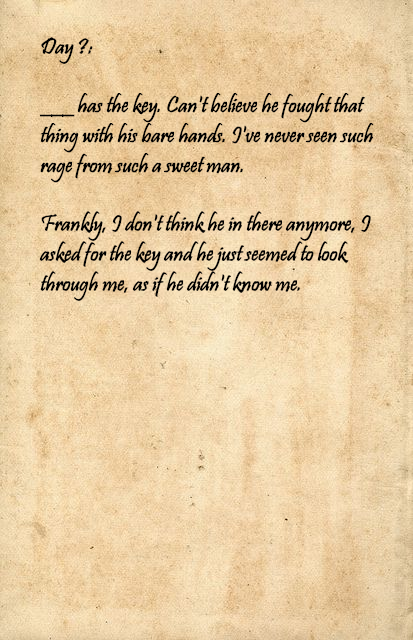 Day ?:
___ has the key. Can't believe he fought that
thing with his bare hands. I've never seen such
rage from such a sweet man.
Frankly, I don't think he in there anymore, I
asked for the key and he just seemed to look
through me, as if he didn't know me.